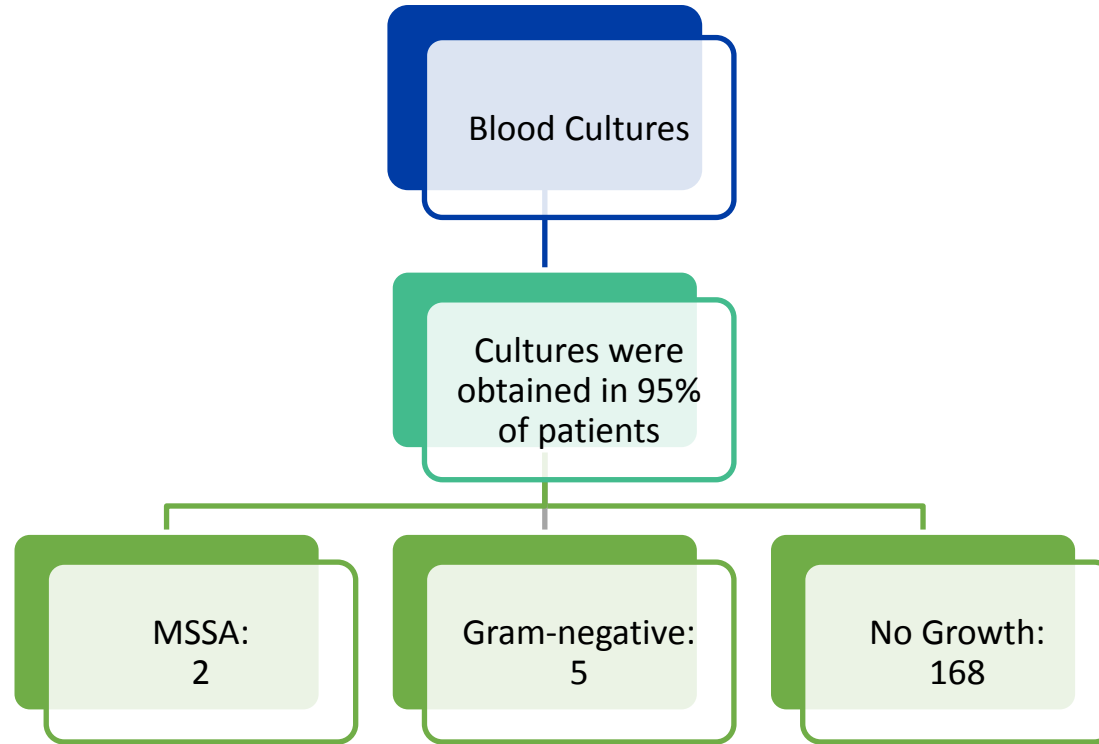 Blood Cultures
Cultures were
obtained in 95%
of patients
MSSA:
2
Gram-negative:
5
No Growth:
168